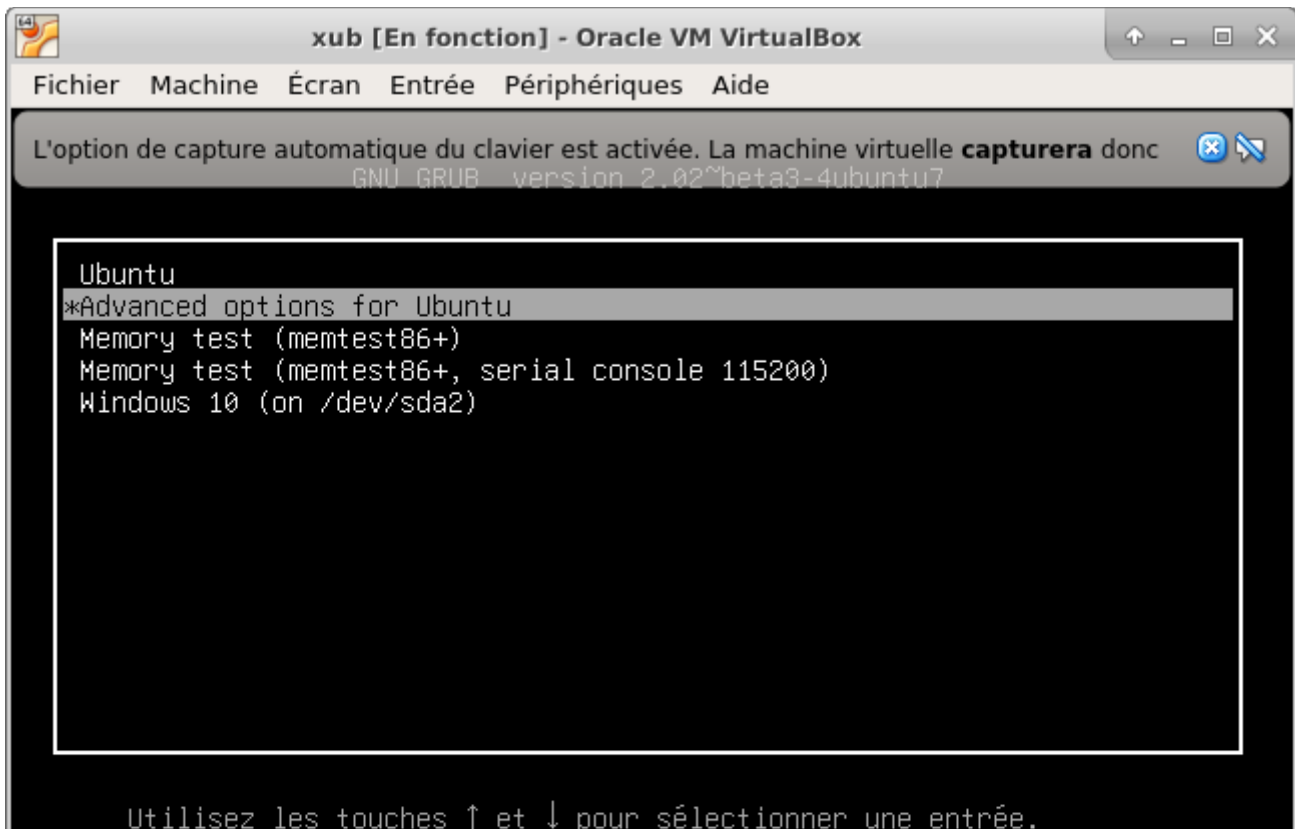 64
xub [En fonction] - Oracle VM VirtualBox
Fichier Machine Écran Entrée Périphériques Aide
L'option de capture automatique du clavier est activée. La machine virtuelle capturera donc
GNU GRUB version 2.02~beta3-4ubuntu7
Ubuntu
*Advanced options for Ubuntu
Memory test (memtest86+)
Memory test (memtest86+, serial console 115200)
Windows 10 (on /dev/sda2)
Utilisez les touches ↑ et ↓ pour sélectionner une entrée.